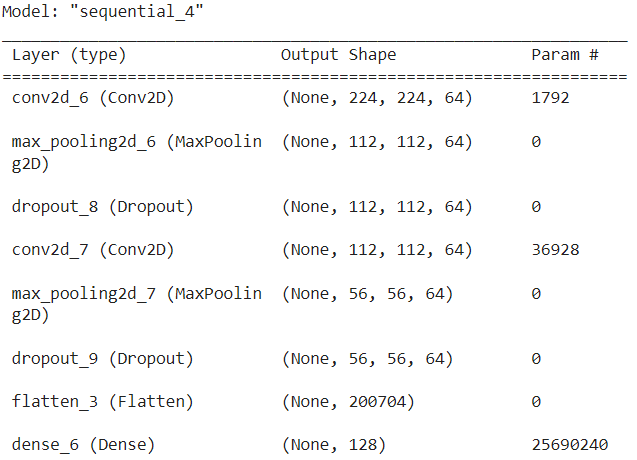 Model: "sequential_4"
_________________________________________________________________
Layer (type) Output Shape Param #
=================================================================
conv2d_6 (Conv2D) (None, 224, 224, 64) 1792
max_pooling2d_6 (MaxPoolin (None, 112, 112, 64) 0
g2D)
dropout_8 (Dropout) (None, 112, 112, 64) 0
conv2d_7 (Conv2D) (None, 112, 112, 64) 36928
max_pooling2d_7 (MaxPoolin (None, 56, 56, 64) 0
g2D)
dropout_9 (Dropout) (None, 56, 56, 64) 0
flatten_3 (Flatten) (None, 200704) 0
dense_6 (Dense) (None, 128) 25690240